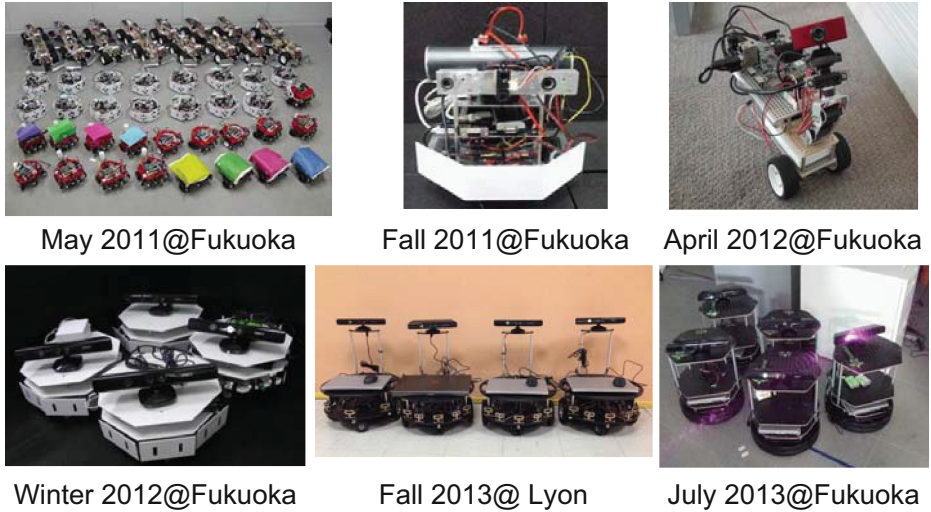 May 2011@Fukuoka
Fall 2011@Fukuoka
April 2012@Fukuoka
Winter 2012@Fukuoka
Fall 2013@ Lyon
July 2013@Fukuoka